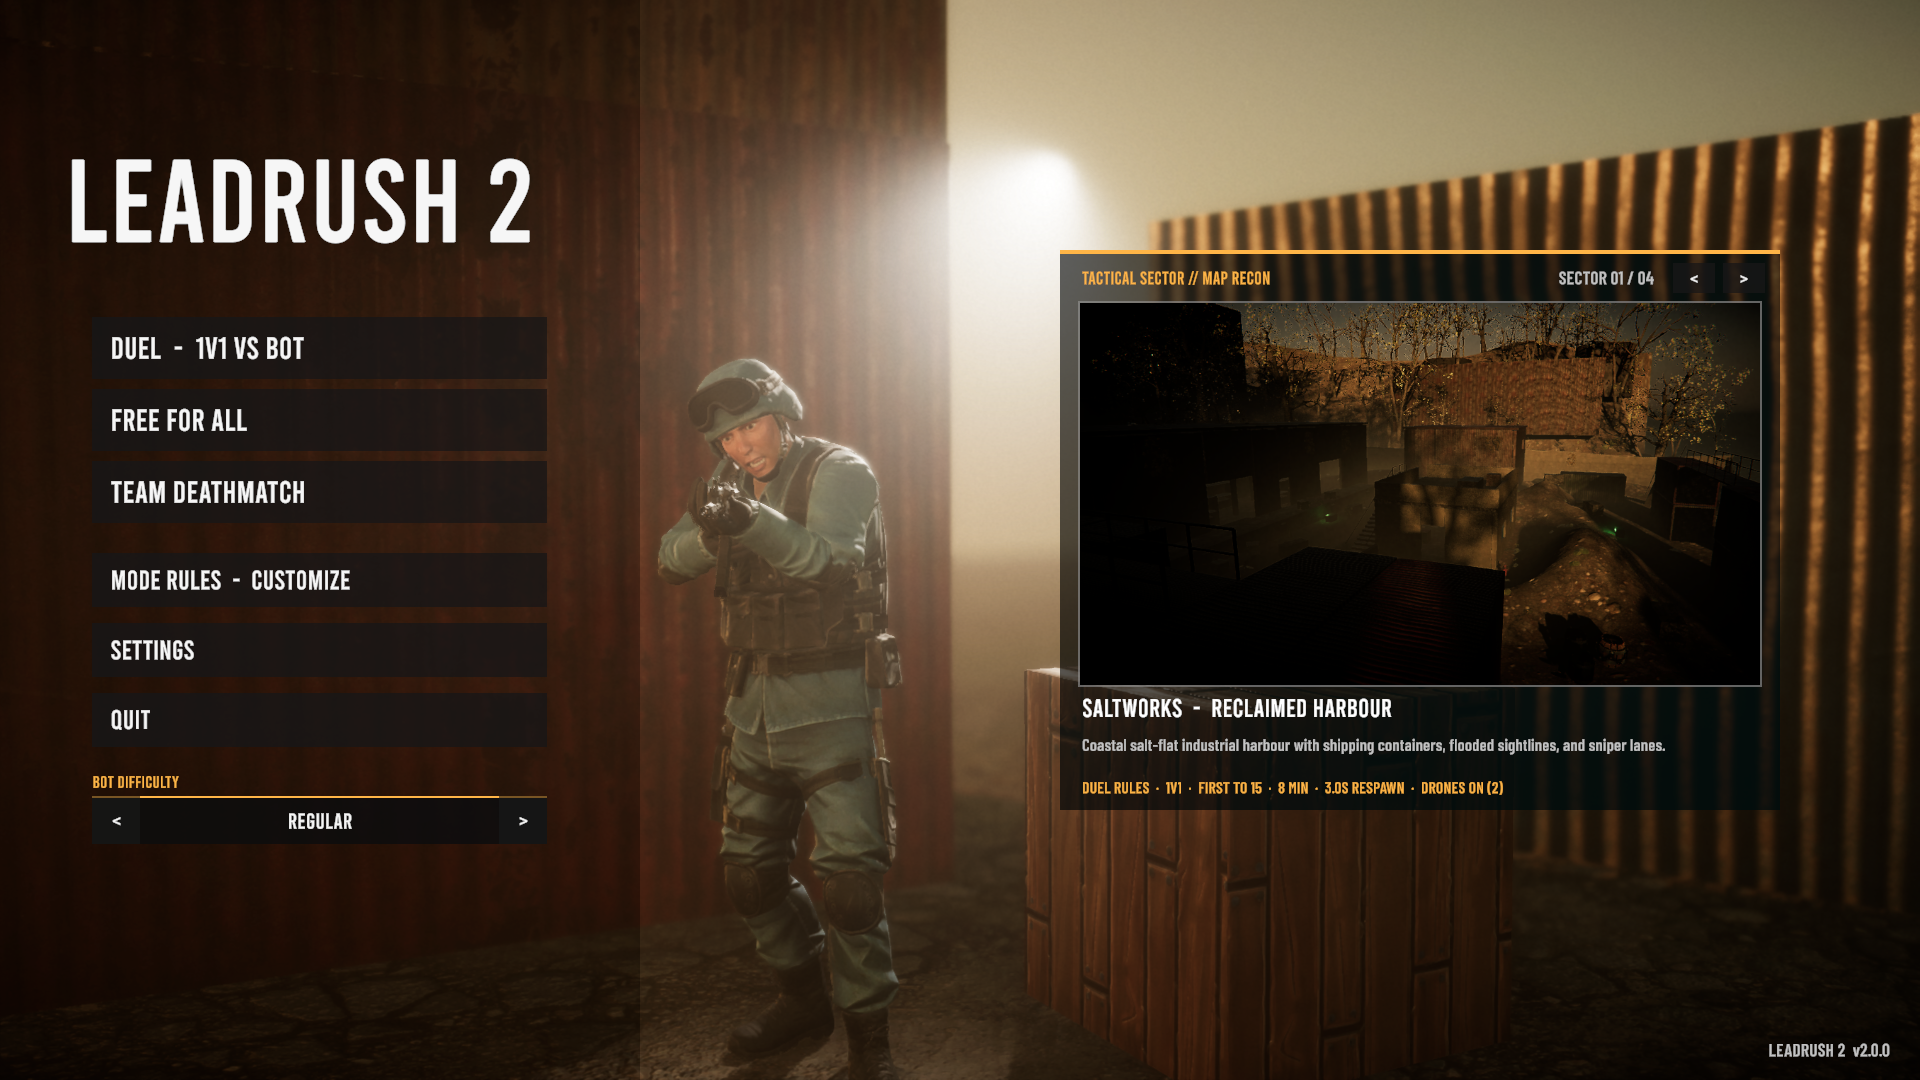 LEADRUSH 2
DUEL - 1V1 VS BOT
FREE FOR ALL
TEAM DEATHMATCH
MODE RULES - CUSTOMIZE
SETTINGS
QUIT
BOT DIFFICULTY
< REGULAR >
TACTICAL SECTOR // MAP RECON
SECTOR 01 / 04 < >
SALTWORKS - RECLAIMED HARBOUR
Coastal salt-flat industrial harbour with shipping containers, flooded sightlines, and sniper lanes.
DUEL RULES · 1V1 · FIRST TO 15 · 8 MIN · 3.0S RESPAWN · DRONES ON (2)
LEADRUSH 2 v2.0.0